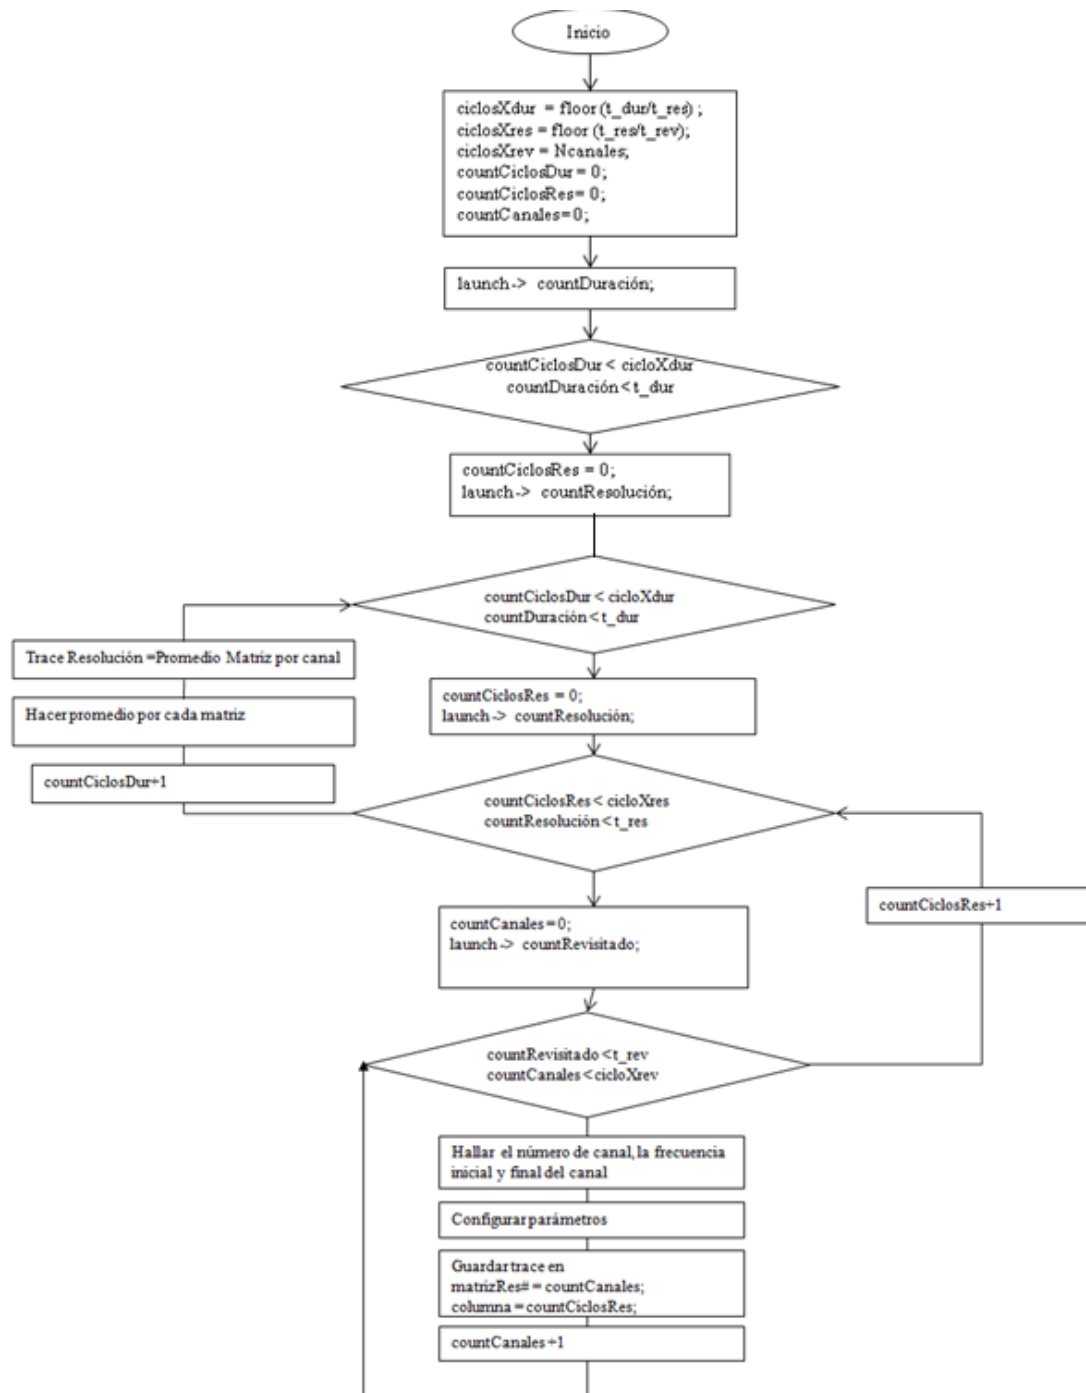 Inicio
ciclosXdur = floor (t_dur/t_res) ;
ciclosXres = floor (t_res/t_rev);
ciclosXrev = Ncanales;
countCiclosDur = 0;
countCiclosRes= 0;
countCanales=0;
launch-> countDuración;
countCiclosDur < cicloXdur
countDuración < t_dur
countCiclosRes = 0;
launch-> countResolución;
countCiclosDur < cicloXdur
countDuración < t_dur
Trace Resolución =Promedio Matriz por canal
Hacer promedio por cada matriz
countCiclosDur+1
countCiclosRes = 0;
launch-> countResolución;
countCiclosRes < cicloXres
countResolución < t_res
countCiclosRes+1
countCanales=0;
launch-> countRevisitado;
countRevisitado < t_rev
countCanales < cicloXrev
Hallar el número de canal, la frecuencia
inicial y final del canal
Configurar parámetros
Guardar trace en
matrizRes# = countCanales;
columna = countCiclosRes;
countCanales +1